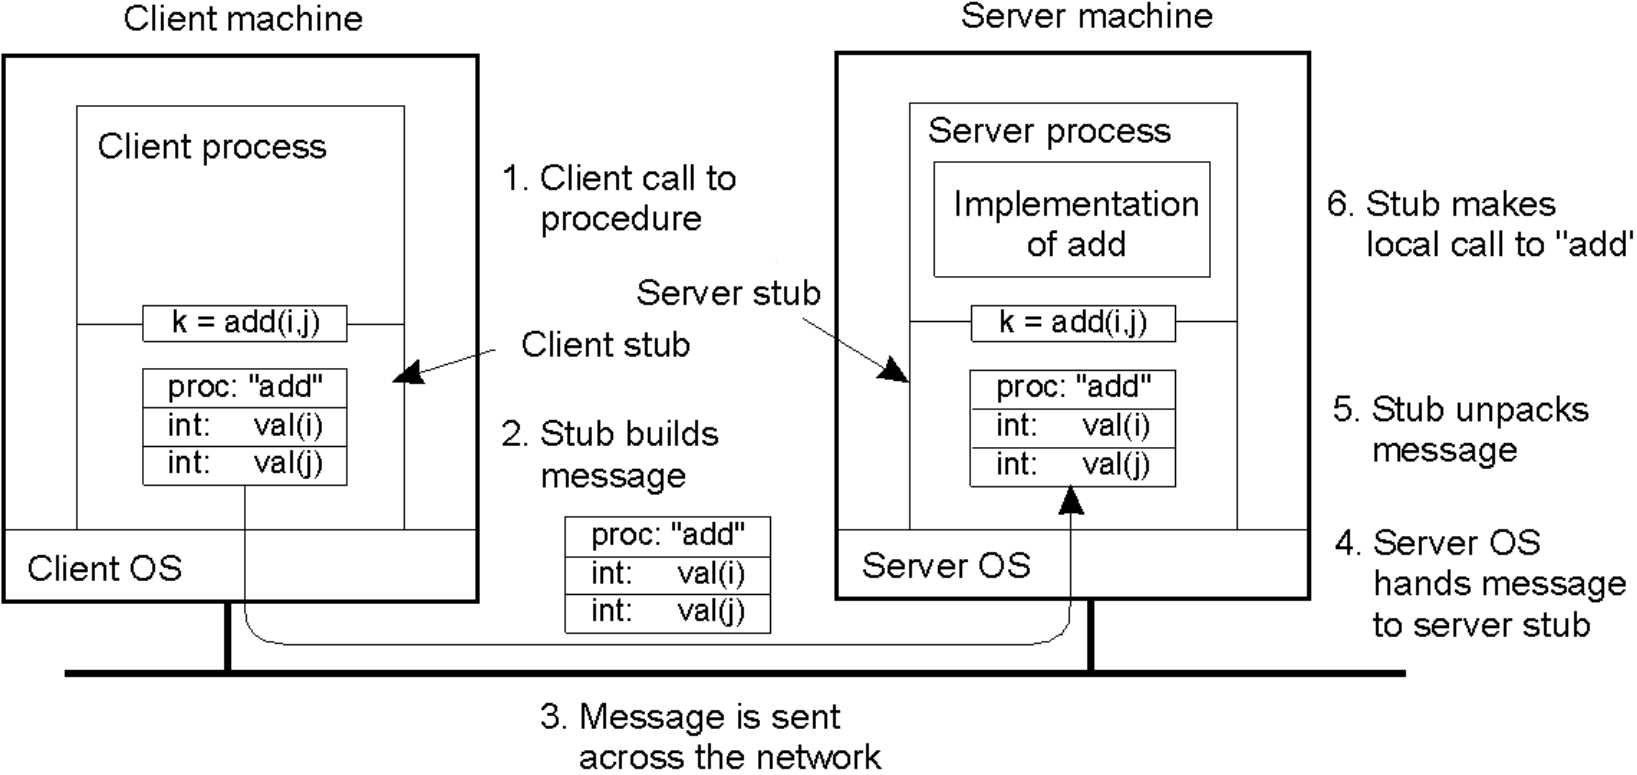 Client machine
Server machine
Client process
1. Client call to
procedure
Server process
Implementation
of add
6. Stub makes
local call to "add'
Server stub
k = add(i,j)
Client stub
k = add(i,j)
proc: "add"
int: val(i)
int: val(j)
2. Stub builds
message
proc: "add"
int: val(i)
int: val(j)
5. Stub unpacks
message
proc: "add"
int: val(i)
int: val(j)
Client OS
Server OS
4. Server OS
hands message
to server stub
3. Message is sent
across the network